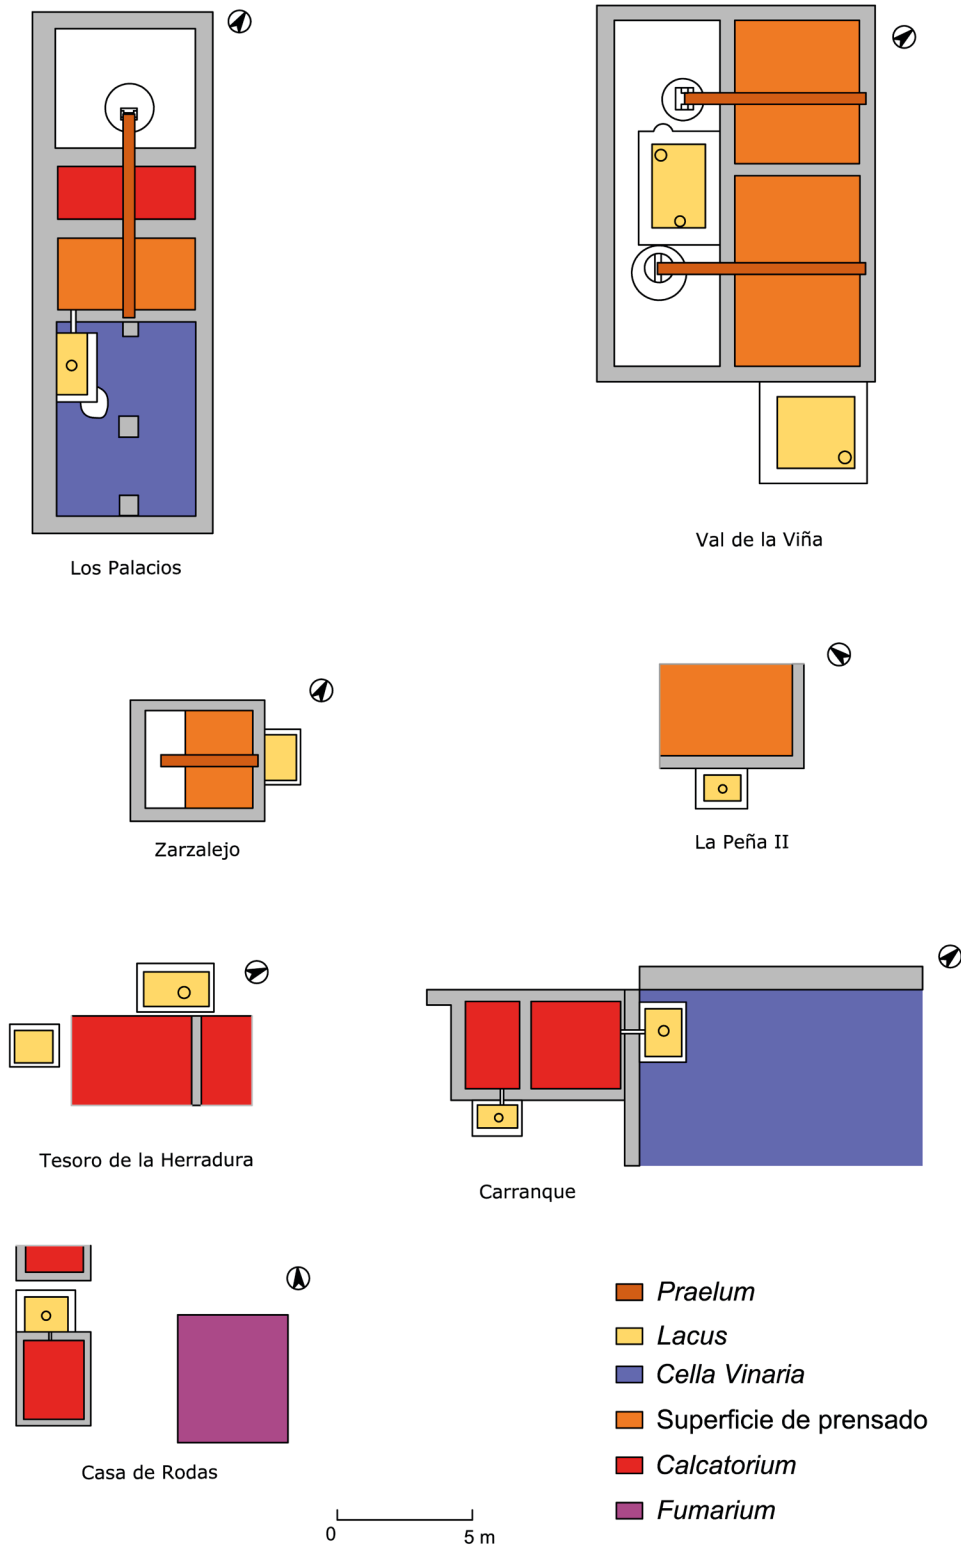 Los Palacios
Val de la Viña
Zarzalejo
La Peña II
Tesoro de la Herradura
Carranque
Casa de Rodas
Praelum
Lacus
Cella Vinaria
Superficie de prensado
Calcatorium
Fumarium
0
5 m